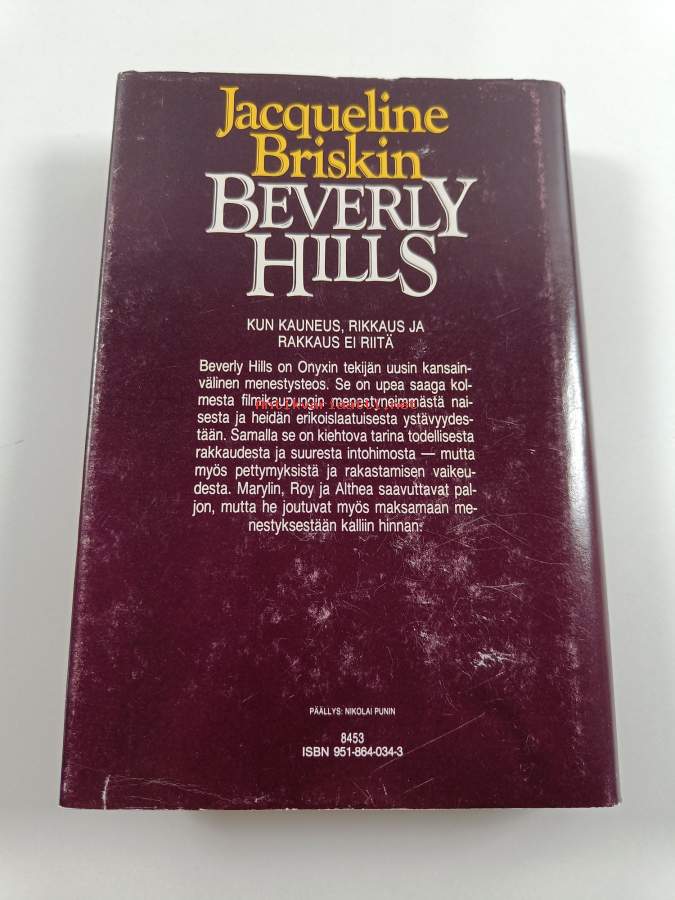 Jacqueline
Briskin
BEVERLY
HILLS
KUN KAUNEUS, RIKKAUS JA
RAKKAUS EI RIITÄ
Beverly Hills on Onyxin tekijän uusin kansain-
välinen menestysteos. Se on upea saaga kol-
mesta filmikaupungin menestyneimmästä nai-
Antikvariaatti.net
sesta ja heidän erikoislaatuisesta ystävyydes-
tään. Samalla se on kiehtova tarina todellisesta
rakkaudesta ja suuresta intohimosta — mutta
myös pettymyksistä ja rakastamisen vaikeu-
desta. Marylin, Roy ja Althea saavuttavat pal-
jon, mutta he joutuvat myös maksamaan me-
nestyksestään kalliin hinnan.
PÄÄLLYS: NIKOLAI PUNIN
8453
ISBN 951-864-034-3